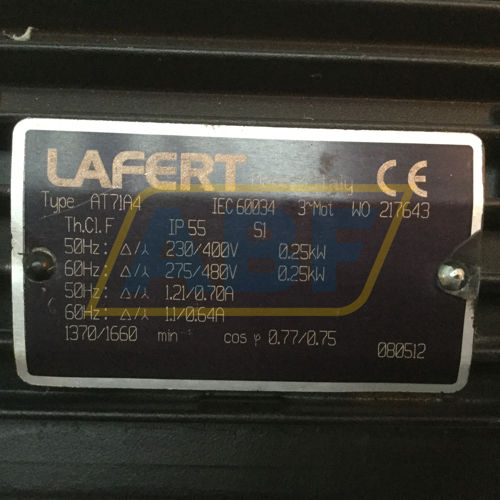 LAFERT CE
Type AT71A4 IEC 60034 3~Mot WO 217643
Th.Cl.F IP 55 S1
50Hz: △/⅄ 230/400V 0.25kW
60Hz: △/⅄ 275/480V 0.25kW
50Hz: △/⅄ 1.21/0.70A
60Hz: △/⅄ 1.1/0.64A
1370/1660 min cos φ 0.77/0.75
080512
ABF